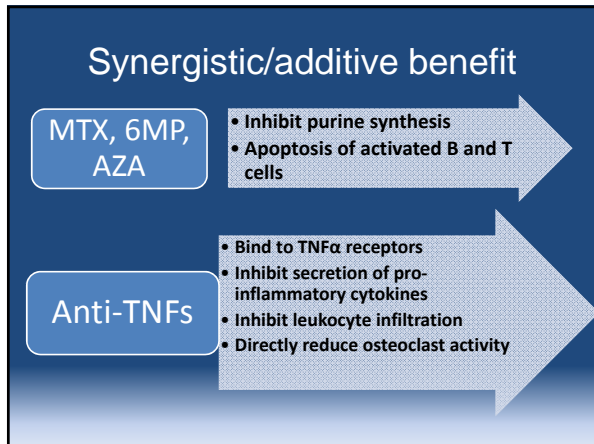 Synergistic/additive benefit
MTX, 6MP,
AZA
• Inhibit purine synthesis
• Apoptosis of activated B and T
cells
Anti-TNFs
• Bind to TNFα receptors
• Inhibit secretion of pro-
inflammatory cytokines
• Inhibit leukocyte infiltration
• Directly reduce osteoclast activity